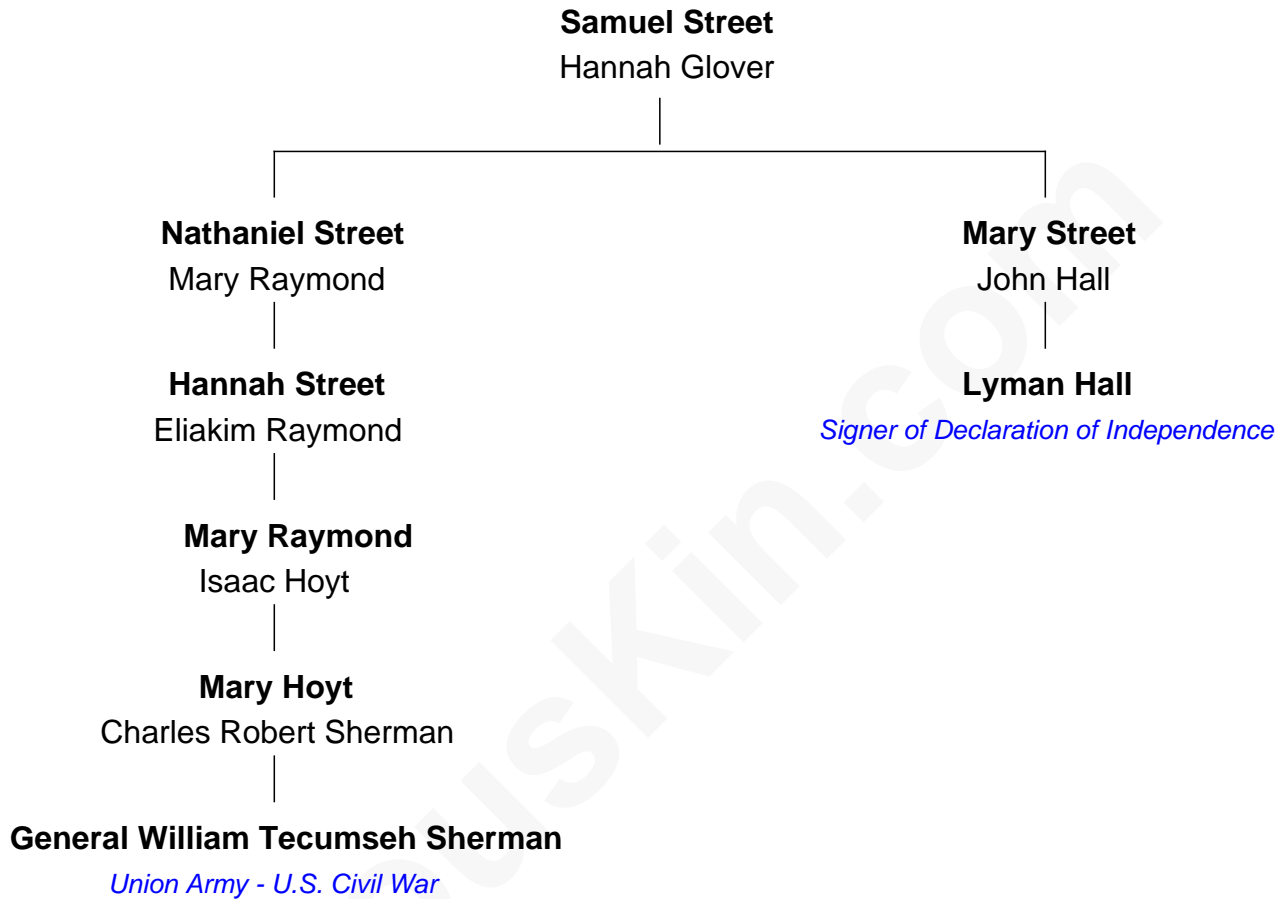 Samuel Street
Hannah Glover
Nathaniel Street
Mary Raymond
Mary Street
John Hall
Hannah Street
Eliakim Raymond
Lyman Hall
Signer of Declaration of Independence
Mary Raymond
Isaac Hoyt
Mary Hoyt
Charles Robert Sherman
General William Tecumseh Sherman
Union Army - U.S. Civil War
usKin.com